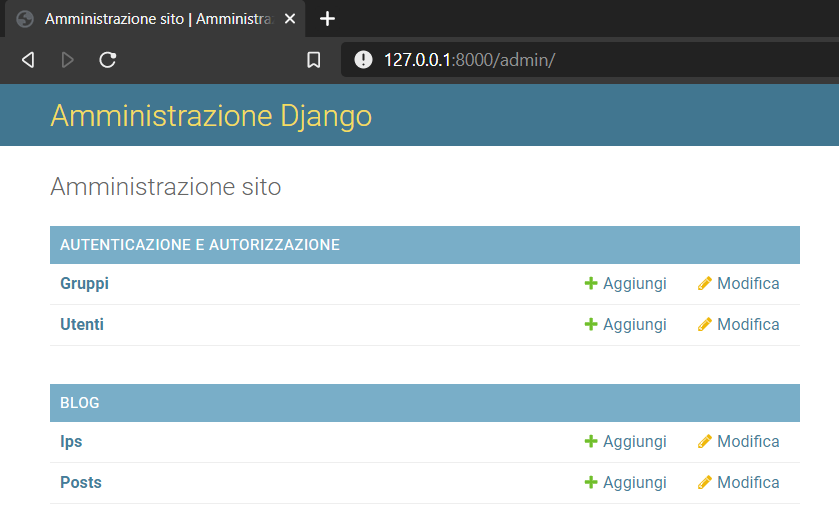 Amministrazione sito | Amministra
127.0.0.1:8000/admin/
Amministrazione Django
Amministrazione sito
AUTENTICAZIONE E AUTORIZZAZIONE
Gruppi Aggiungi Modifica
Utenti Aggiungi Modifica
BLOG
Ips Aggiungi Modifica
Posts Aggiungi Modifica